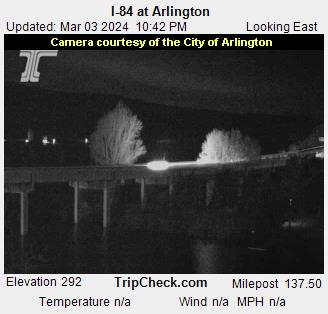 I-84 at Arlington
Updated: Mar 03 2024 10:42 PM Looking East
Camera courtesy of the City of Arlington
Elevation 292 TripCheck.com Milepost 137.50
Temperature n/a Wind n/a MPH n/a